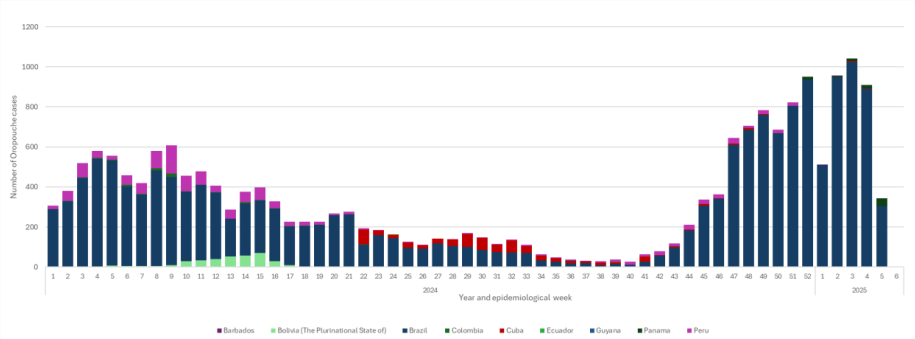 1200
1000
800
600
400
200
0
Number of Oropouche cases
1 2 3 4 5 6 7 8 9 10 11 12 13 14 15 16 17 18 19 20 21 22 23 24 25 26 27 28 29 30 31 32 33 34 35 36 37 38 39 40 41 42 43 44 45 46 47 48 49 50 51 52 1 2 3 4 5 6
2024 2025
Year and epidemiological week
Barbados Bolivia (The Plurinational State of) Brazil Colombia Cuba Ecuador Guyana Panama Peru